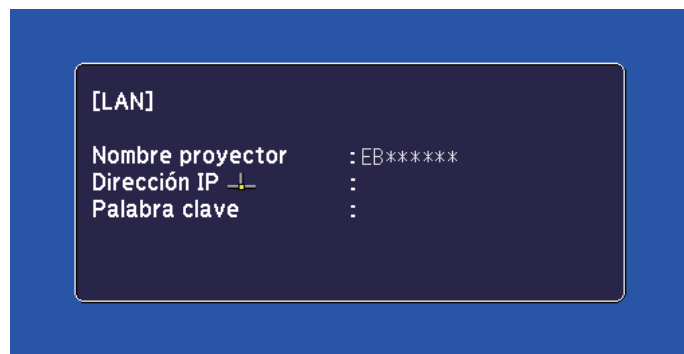 [LAN]
Nombre proyector : EB******
Dirección IP :
Palabra clave :